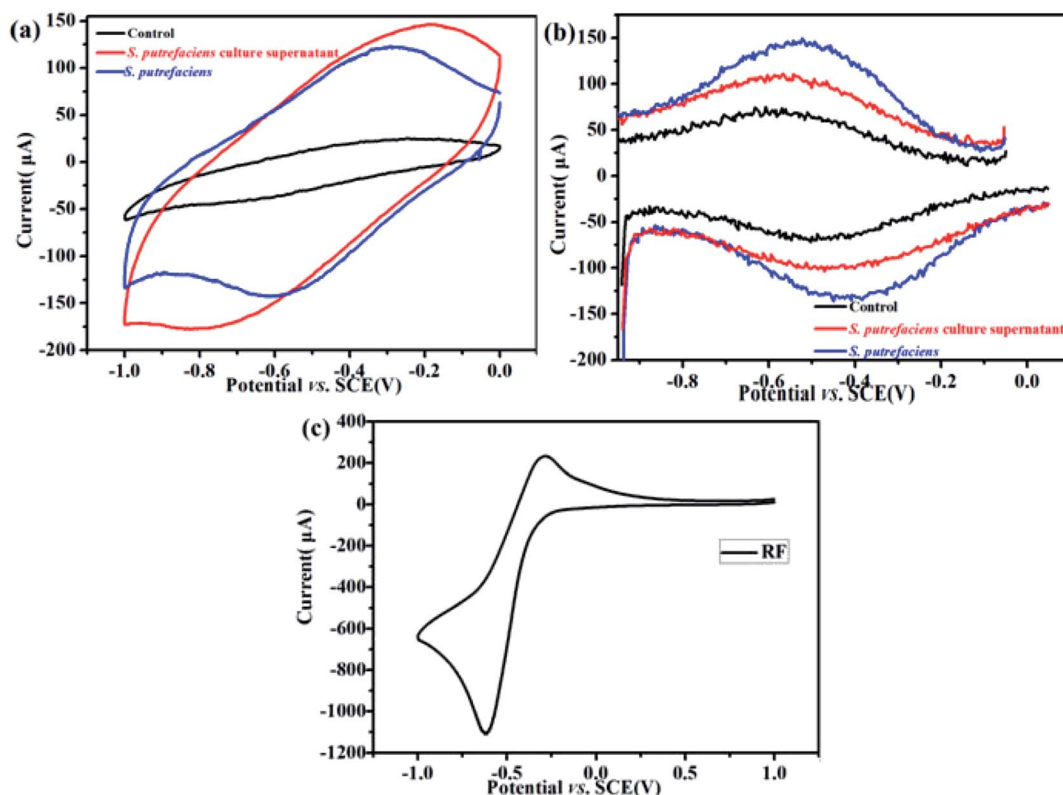 (a)
Control
S. putrefaciens culture supernatant
S. putrefaciens
150
100
50
0
-50
-100
-150
-200
Current( μA)
-1.0 -0.8 -0.6 -0.4 -0.2 0.0
Potential vs. SCE(V)
(b)
200
150
100
50
0
-50
-100
-150
-200
Current( μA)
Control
S. putrefaciens culture supernatant
S. putrefaciens
-0.8 -0.6 -0.4 -0.2 0.0
Potential vs. SCE(V)
(c)
400
200
0
-200
-400
-600
-800
-1000
-1200
Current( μA)
RF
-1.0 -0.5 0.0 0.5 1.0
Potential vs. SCE(V)